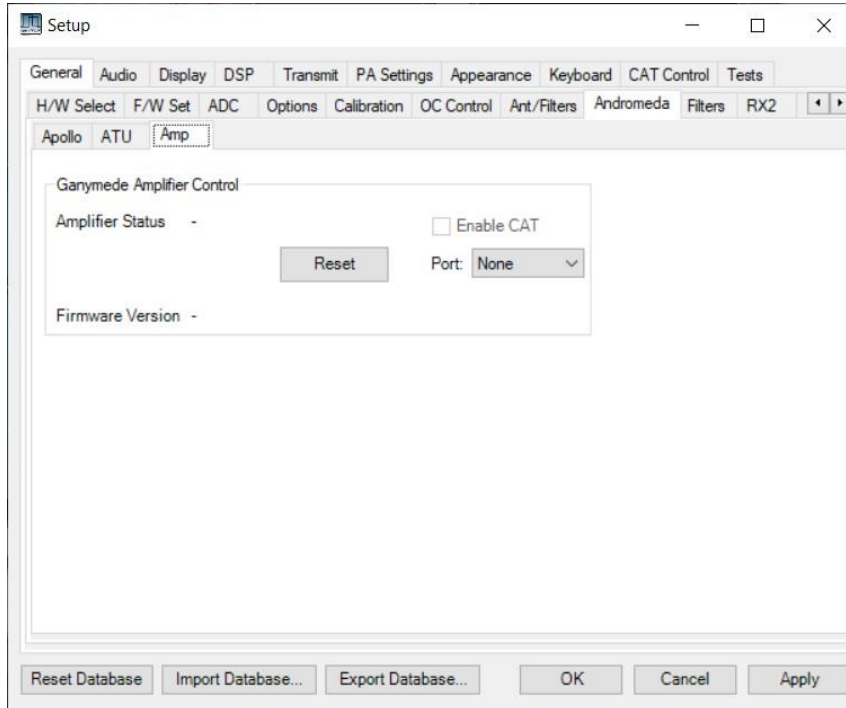 Setup
General Audio Display DSP Transmit PA Settings Appearance Keyboard CAT Control Tests
H/W Select F/W Set ADC Options Calibration OC Control Ant/Filters Andromeda Filters RX2
Apollo ATU Amp
Ganymede Amplifier Control
Amplifier Status - Enable CAT
Reset Port: None
Firmware Version -
Reset Database Import Database... Export Database... OK Cancel Apply